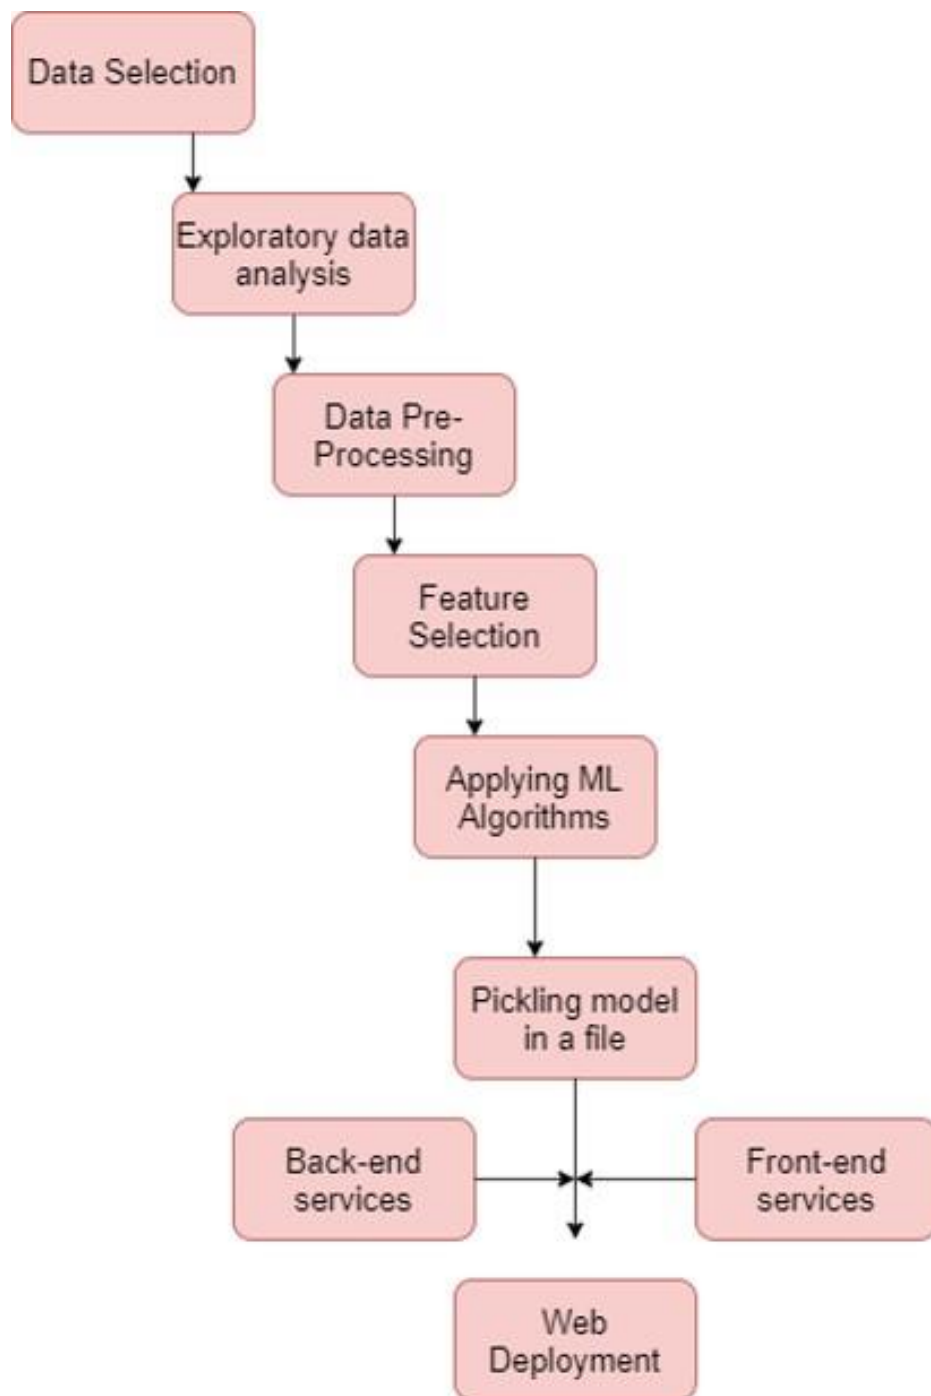 Data Selection
Exploratory data
analysis
Data Pre-
Processing
Feature
Selection
Applying ML
Algorithms
Pickling model
in a file
Back-end
services
Front-end
services
Web
Deployment